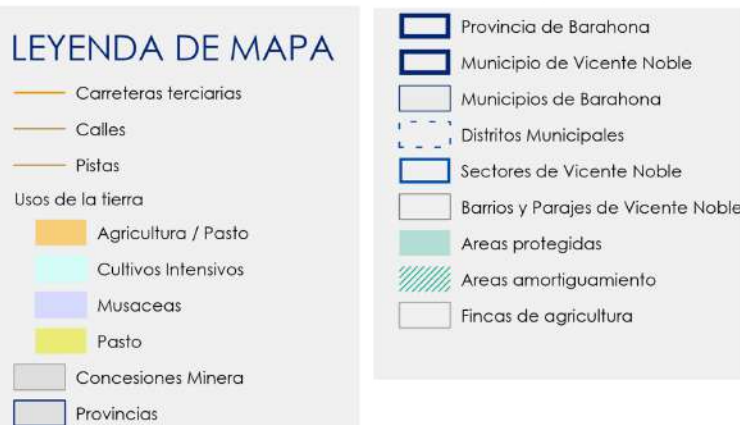 LEYENDA DE MAPA
Carreteras terciarias
Calles
Pistas
Usos de la tierra
Agricultura / Pasto
Cultivos Intensivos
Musaceas
Pasto
Concesiones Minera
Provincias
Provincia de Barahona
Municipio de Vicente Noble
Municipios de Barahona
Distritos Municipales
Sectores de Vicente Noble
Barrios y Parajes de Vicente Noble
Areas protegidas
Areas amortiguamiento
Fincas de agricultura